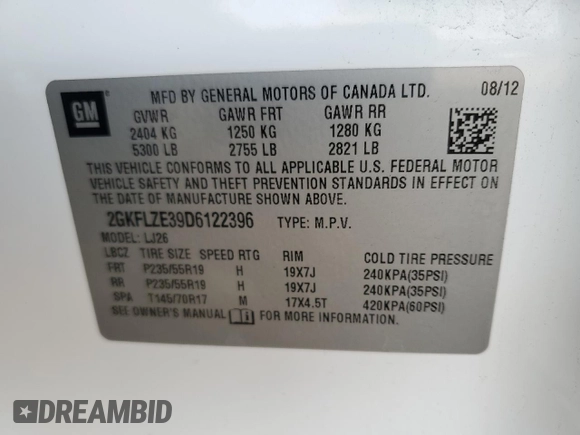 GM
MFD BY GENERAL MOTORS OF CANADA LTD. 08/12
GVWR GAWR FRT GAWR RR
2404 KG 1250 KG 1280 KG
5300 LB 2755 LB 2821 LB
THIS VEHICLE CONFORMS TO ALL APPLICABLE U.S. FEDERAL MOTOR
VEHICLE SAFETY AND THEFT PREVENTION STANDARDS IN EFFECT ON
THE DATE OF MANUFACTURE SHOWN ABOVE.
2GKFLZE39D6122396 TYPE: M.P.V.
MODEL: LJ26
LBCZ TIRE SIZE SPEED RTG RIM COLD TIRE PRESSURE
FRT P235/55R19 H 19X7J 240KPA(35PSI)
RR P235/55R19 H 19X7J 240KPA(35PSI)
SPA T145/70R17 M 17X4.5T 420KPA(60PSI)
SEE OWNER'S MANUAL FOR MORE INFORMATION.
DREAMBID